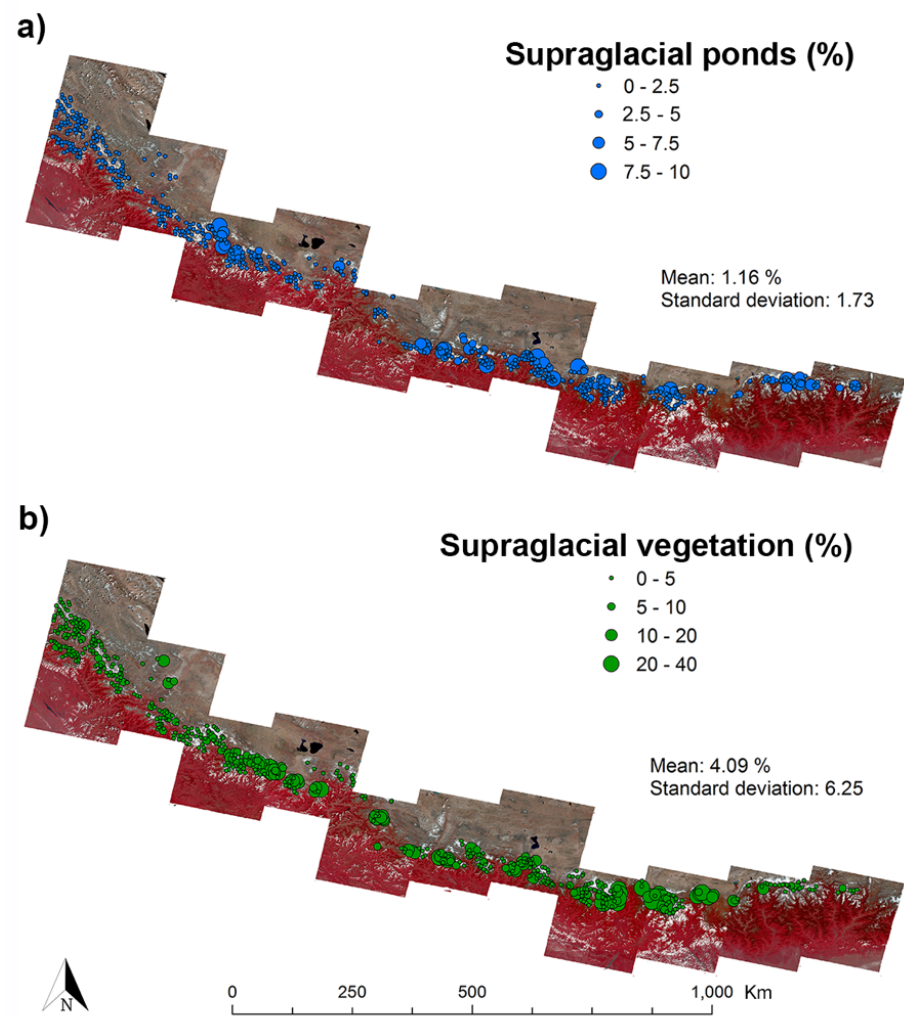 a)
Supraglacial ponds (%)
0 - 2.5
2.5 - 5
5 - 7.5
7.5 - 10
Mean: 1.16 %
Standard deviation: 1.73
b)
Supraglacial vegetation (%)
0 - 5
5 - 10
10 - 20
20 - 40
Mean: 4.09 %
Standard deviation: 6.25
N
0 250 500 1,000 Km